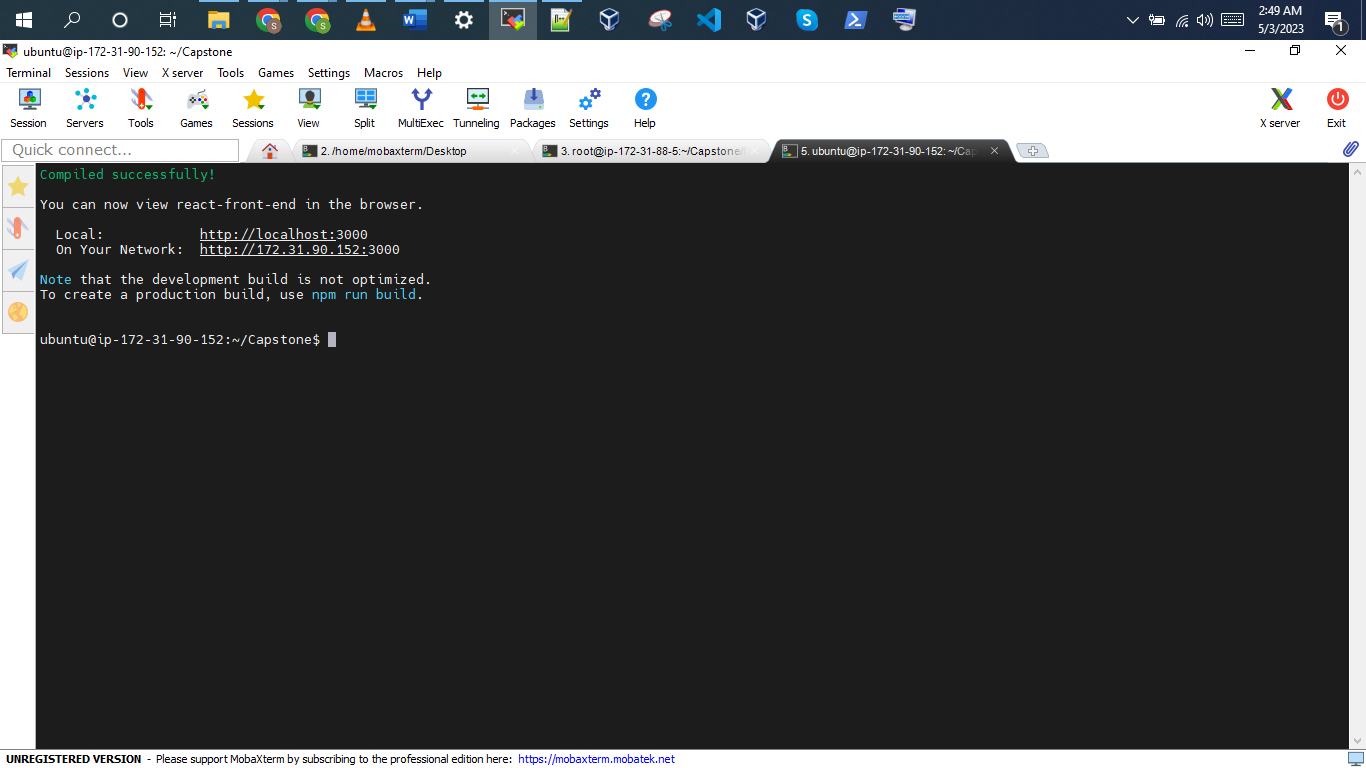 2:49 AM
5/3/2023
1
ubuntu@ip-172-31-90-152: ~/Capstone
Terminal Sessions View X server Tools Games Settings Macros Help
Session Servers Tools Games Sessions View Split MultiExec Tunneling Packages Settings Help X server Exit
Quick connect...
2. /home/mobaxterm/Desktop
3. root@ip-172-31-88-5:~/Capstone/
5. ubuntu@ip-172-31-90-152: ~/Cap
Compiled successfully!
You can now view react-front-end in the browser.
Local: http://localhost:3000
On Your Network: http://172.31.90.152:3000
Note that the development build is not optimized.
To create a production build, use npm run build.
ubuntu@ip-172-31-90-152:~/Capstone$
UNREGISTERED VERSION - Please support MobaXterm by subscribing to the professional edition here: https://mobaxterm.mobatek.net